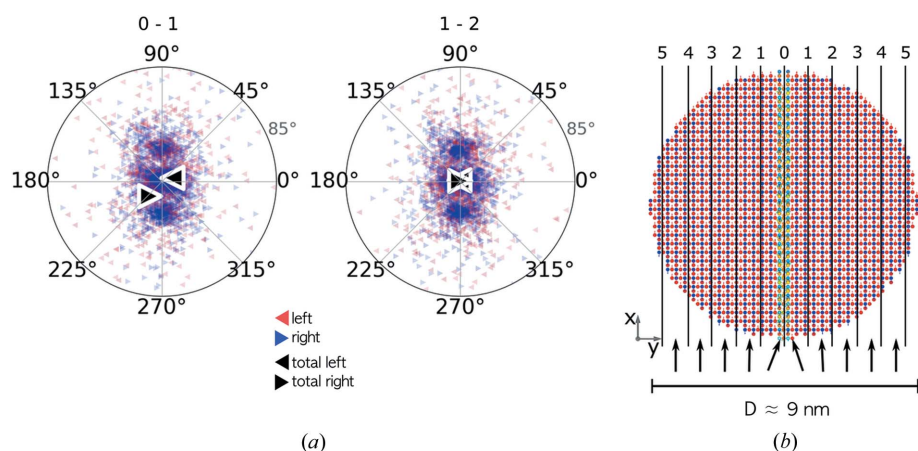 0 - 1
90°
135°
45°
85°
180°
0°
225°
315°
270°
1 - 2
90°
135°
45°
85°
180°
0°
225°
315°
270°
left
right
total left
total right
(a)
5 4 3 2 1 0 1 2 3 4 5
x
y
D ≈ 9 nm
(b)